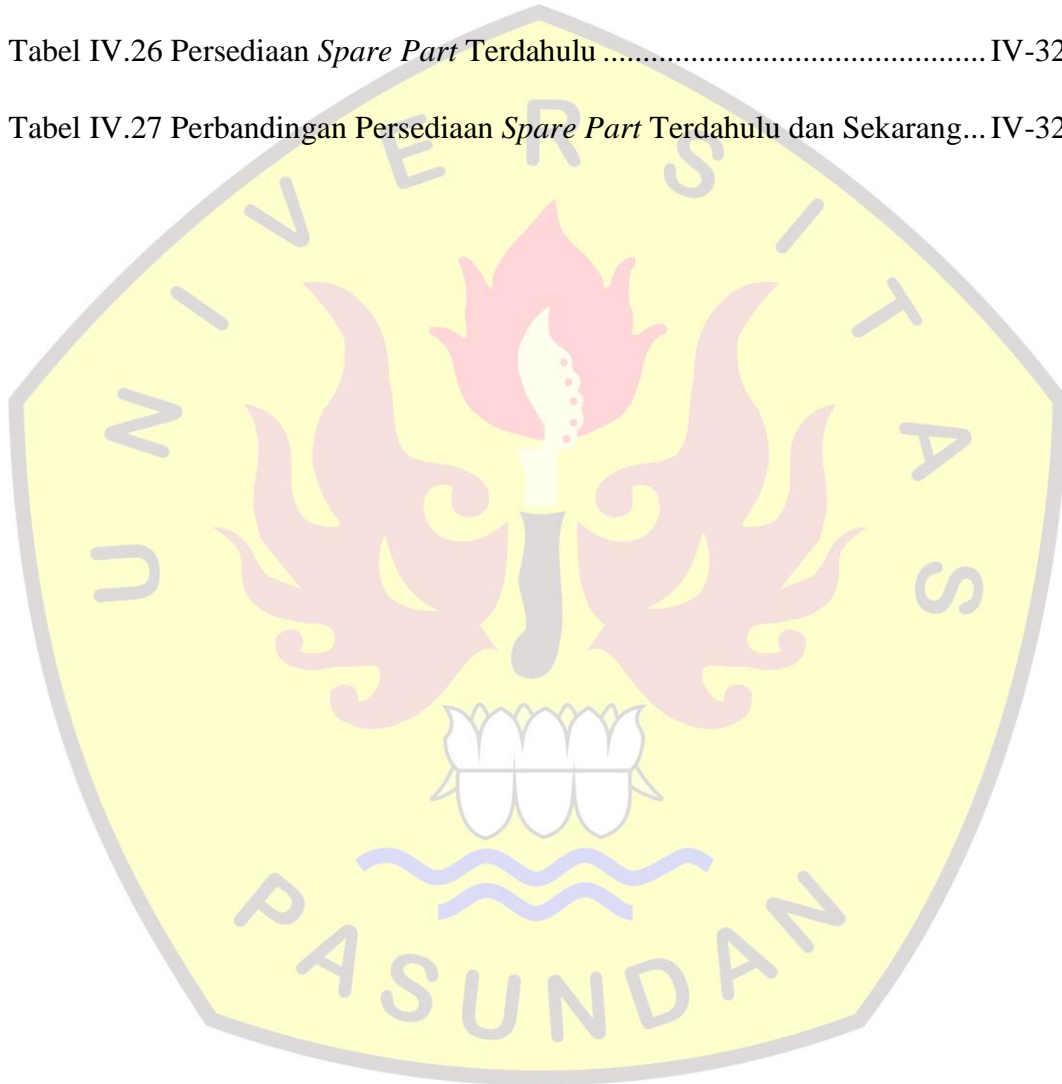 Tabel IV.26 Persediaan Spare Part Terdahulu ................................................ IV-32
Tabel IV.27 Perbandingan Persediaan Spare Part Terdahulu dan Sekarang... IV-32
UNIVERSITAS
PASUNDAN